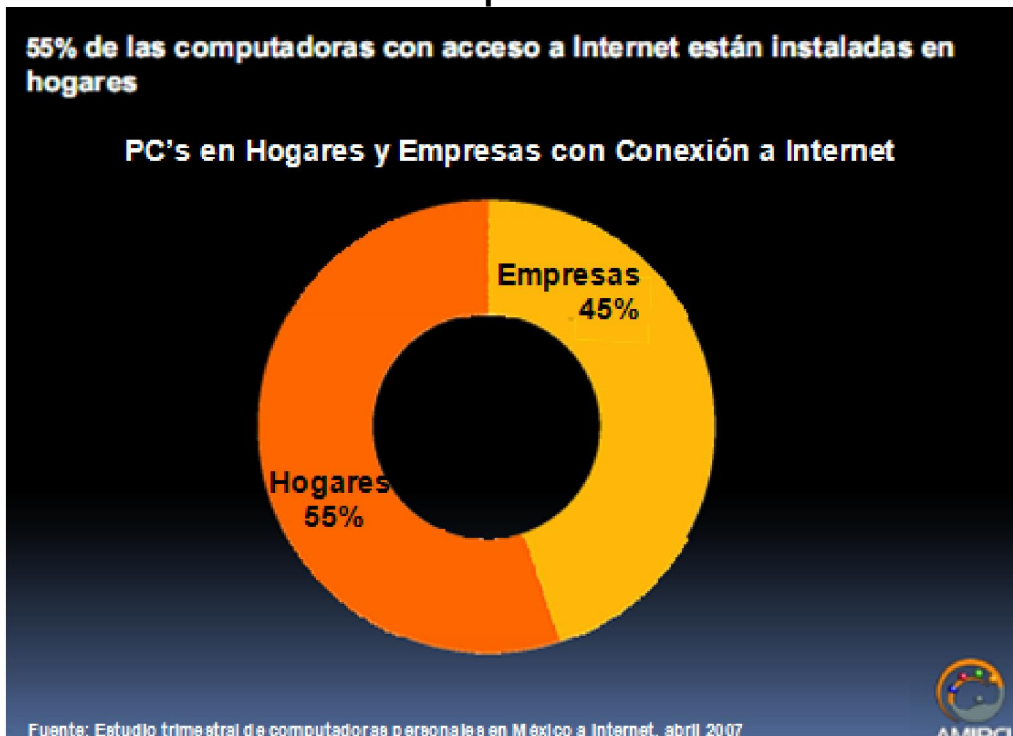 55% de las computadoras con acceso a Internet están instaladas en
hogares
PC's en Hogares y Empresas con Conexión a Internet
Empresas
45%
Hogares
55%
Fuente: Estudio trimestral de computadoras personales en México a Internet, abril 2007
AMIPCI